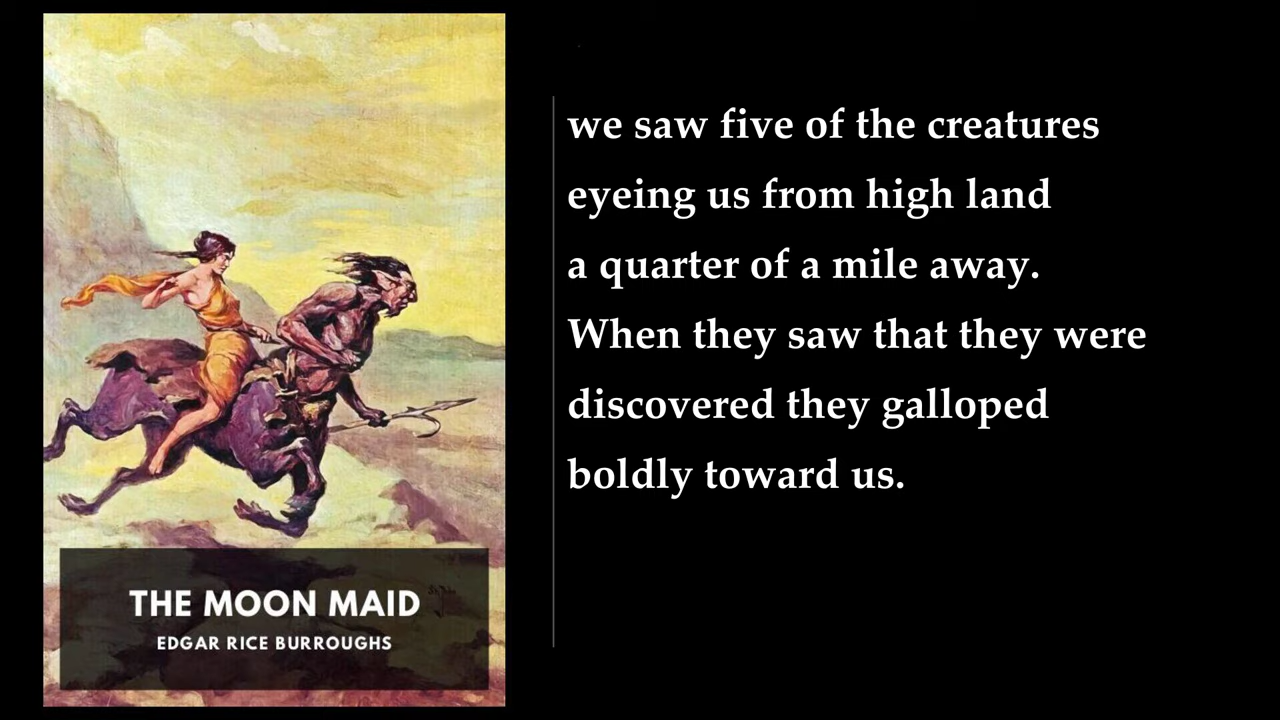 THE MOON MAID
EDGAR RICE BURROUGHS
we saw five of the creatures
eyeing us from high land
a quarter of a mile away.
When they saw that they were
discovered they galloped
boldly toward us.